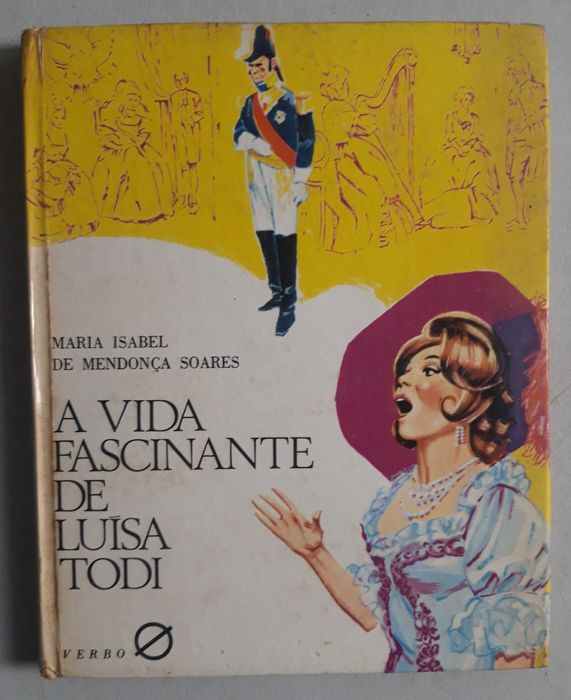 MARIA ISABEL
DE MENDONÇA SOARES
A VIDA
FASCINANTE
DE
LUÍSA
TODI
VERBO